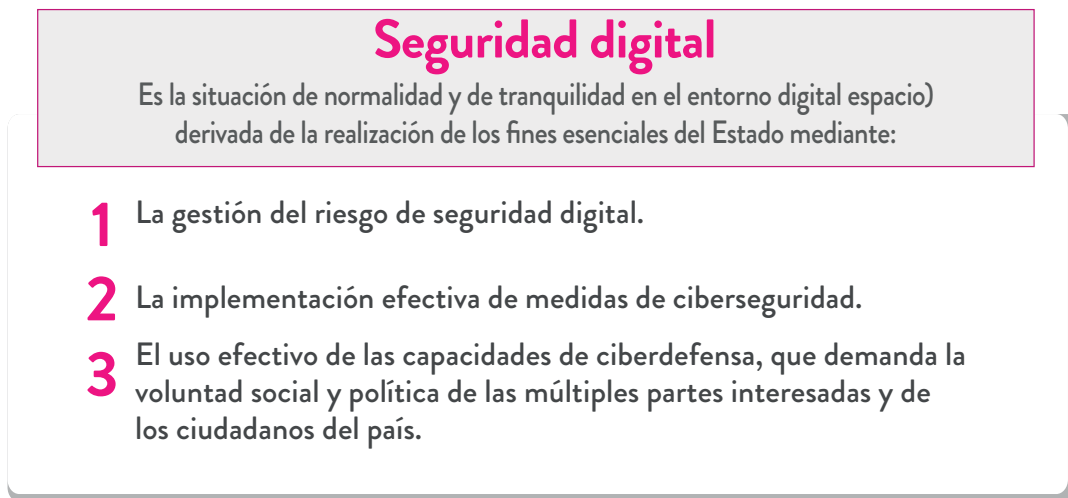 Seguridad digital
Es la situación de normalidad y de tranquilidad en el entorno digital espacio)
derivada de la realización de los fines esenciales del Estado mediante:
1 La gestión del riesgo de seguridad digital.
2 La implementación efectiva de medidas de ciberseguridad.
3 El uso efectivo de las capacidades de ciberdefensa, que demanda la
voluntad social y política de las múltiples partes interesadas y de
los ciudadanos del país.